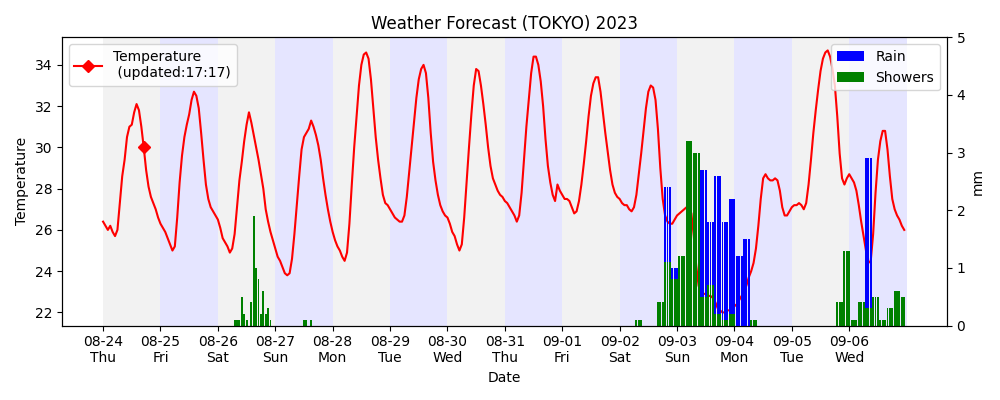 Weather Forecast (TOKYO) 2023
Temperature
(updated:17:17)
Rain
Showers
Temperature
34
32
30
28
26
24
22
5
4
3
2
1
0
mm
08-24 08-25 08-26 08-27 08-28 08-29 08-30 08-31 09-01 09-02 09-03 09-04 09-05 09-06
Thu Fri Sat Sun Mon Tue Wed Thu Fri Sat Sun Mon Tue Wed
Date